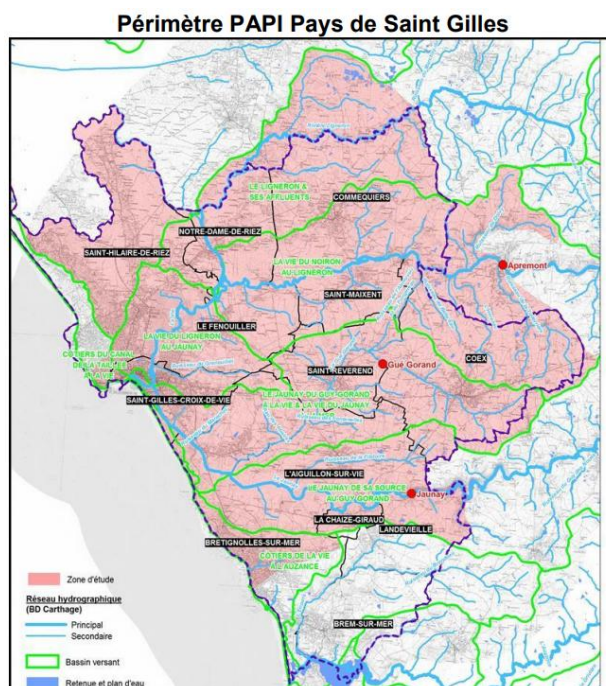 Périmètre PAPI Pays de Saint Gilles
LE LIGNERON &
SES AFFLUENTS
COMMEQUIERS
NOTRE-DAME-DE-RIEZ
SAINT-HILAIRE-DE-RIEZ
LA VIE DU NOIRON
AU LIGNERON
Apremont
SAINT-MAIXENT
LE FENOUILLER
LA VIE DU LIGNERON
AU JAUNAY
COTIERS DU CANAL
A LA VIE
COEX
Gué Gorand
SAINT-REVEREND
SAINT-GILLES-CROIX-DE-VIE
LE JAUNAY DU GUY GORAND
A LA VIE & LA VIE DU JAUNAY
L'AIGUILLON-SUR-VIE
LE JAUNAY DE SA SOURCE
AU GUY GORAND
Jaunay
LA CHAIZE-GIRAUD
LANDEVIEILLE
BRETIGNOLLES-SUR-MER
COTIERS DE LA VIE
A L'AUZANCE
BREM-SUR-MER
Zone d'étude
Réseau hydrographique
(BD Carthage)
Principal
Secondaire
Bassin versant
Retenue et plan d'eau